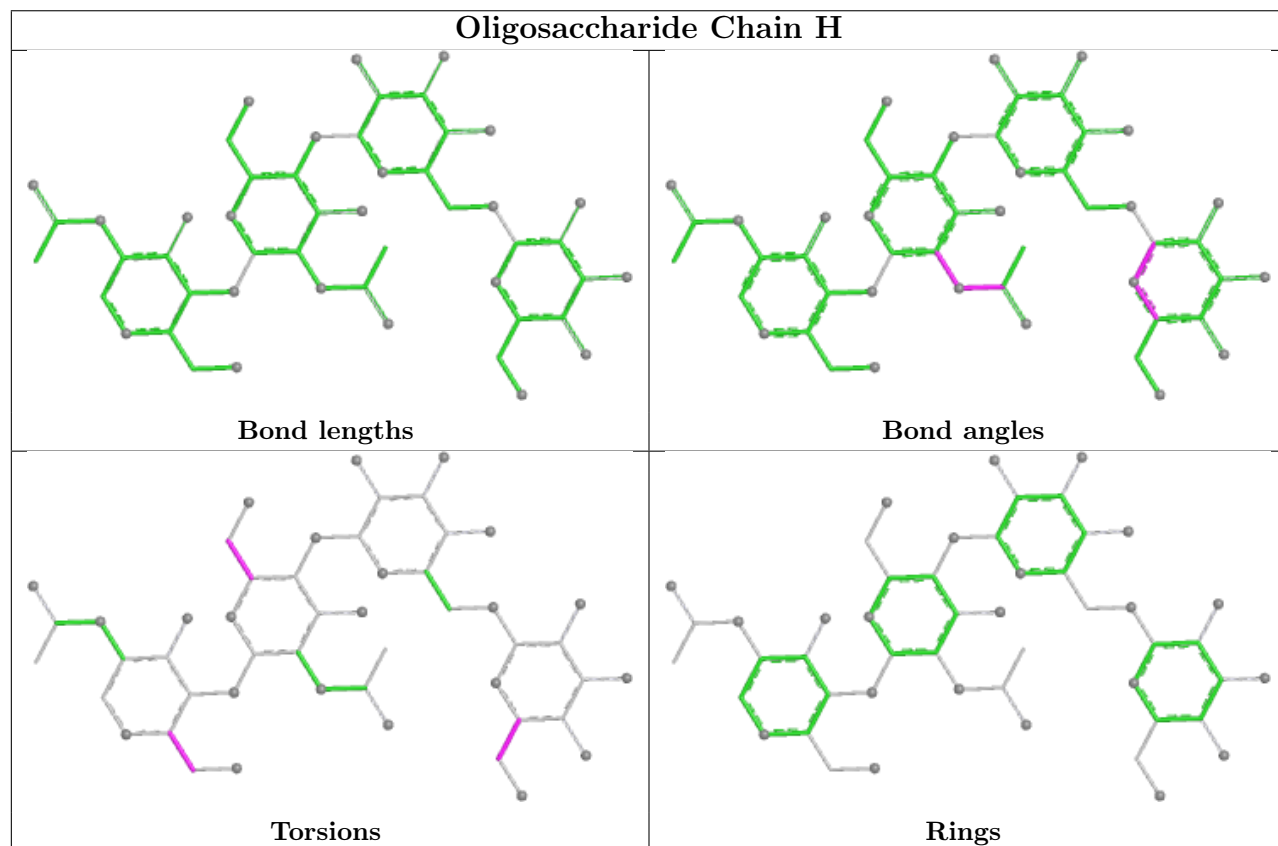 Oligosaccharide Chain H
Bond lengths
Bond angles
Torsions
Rings